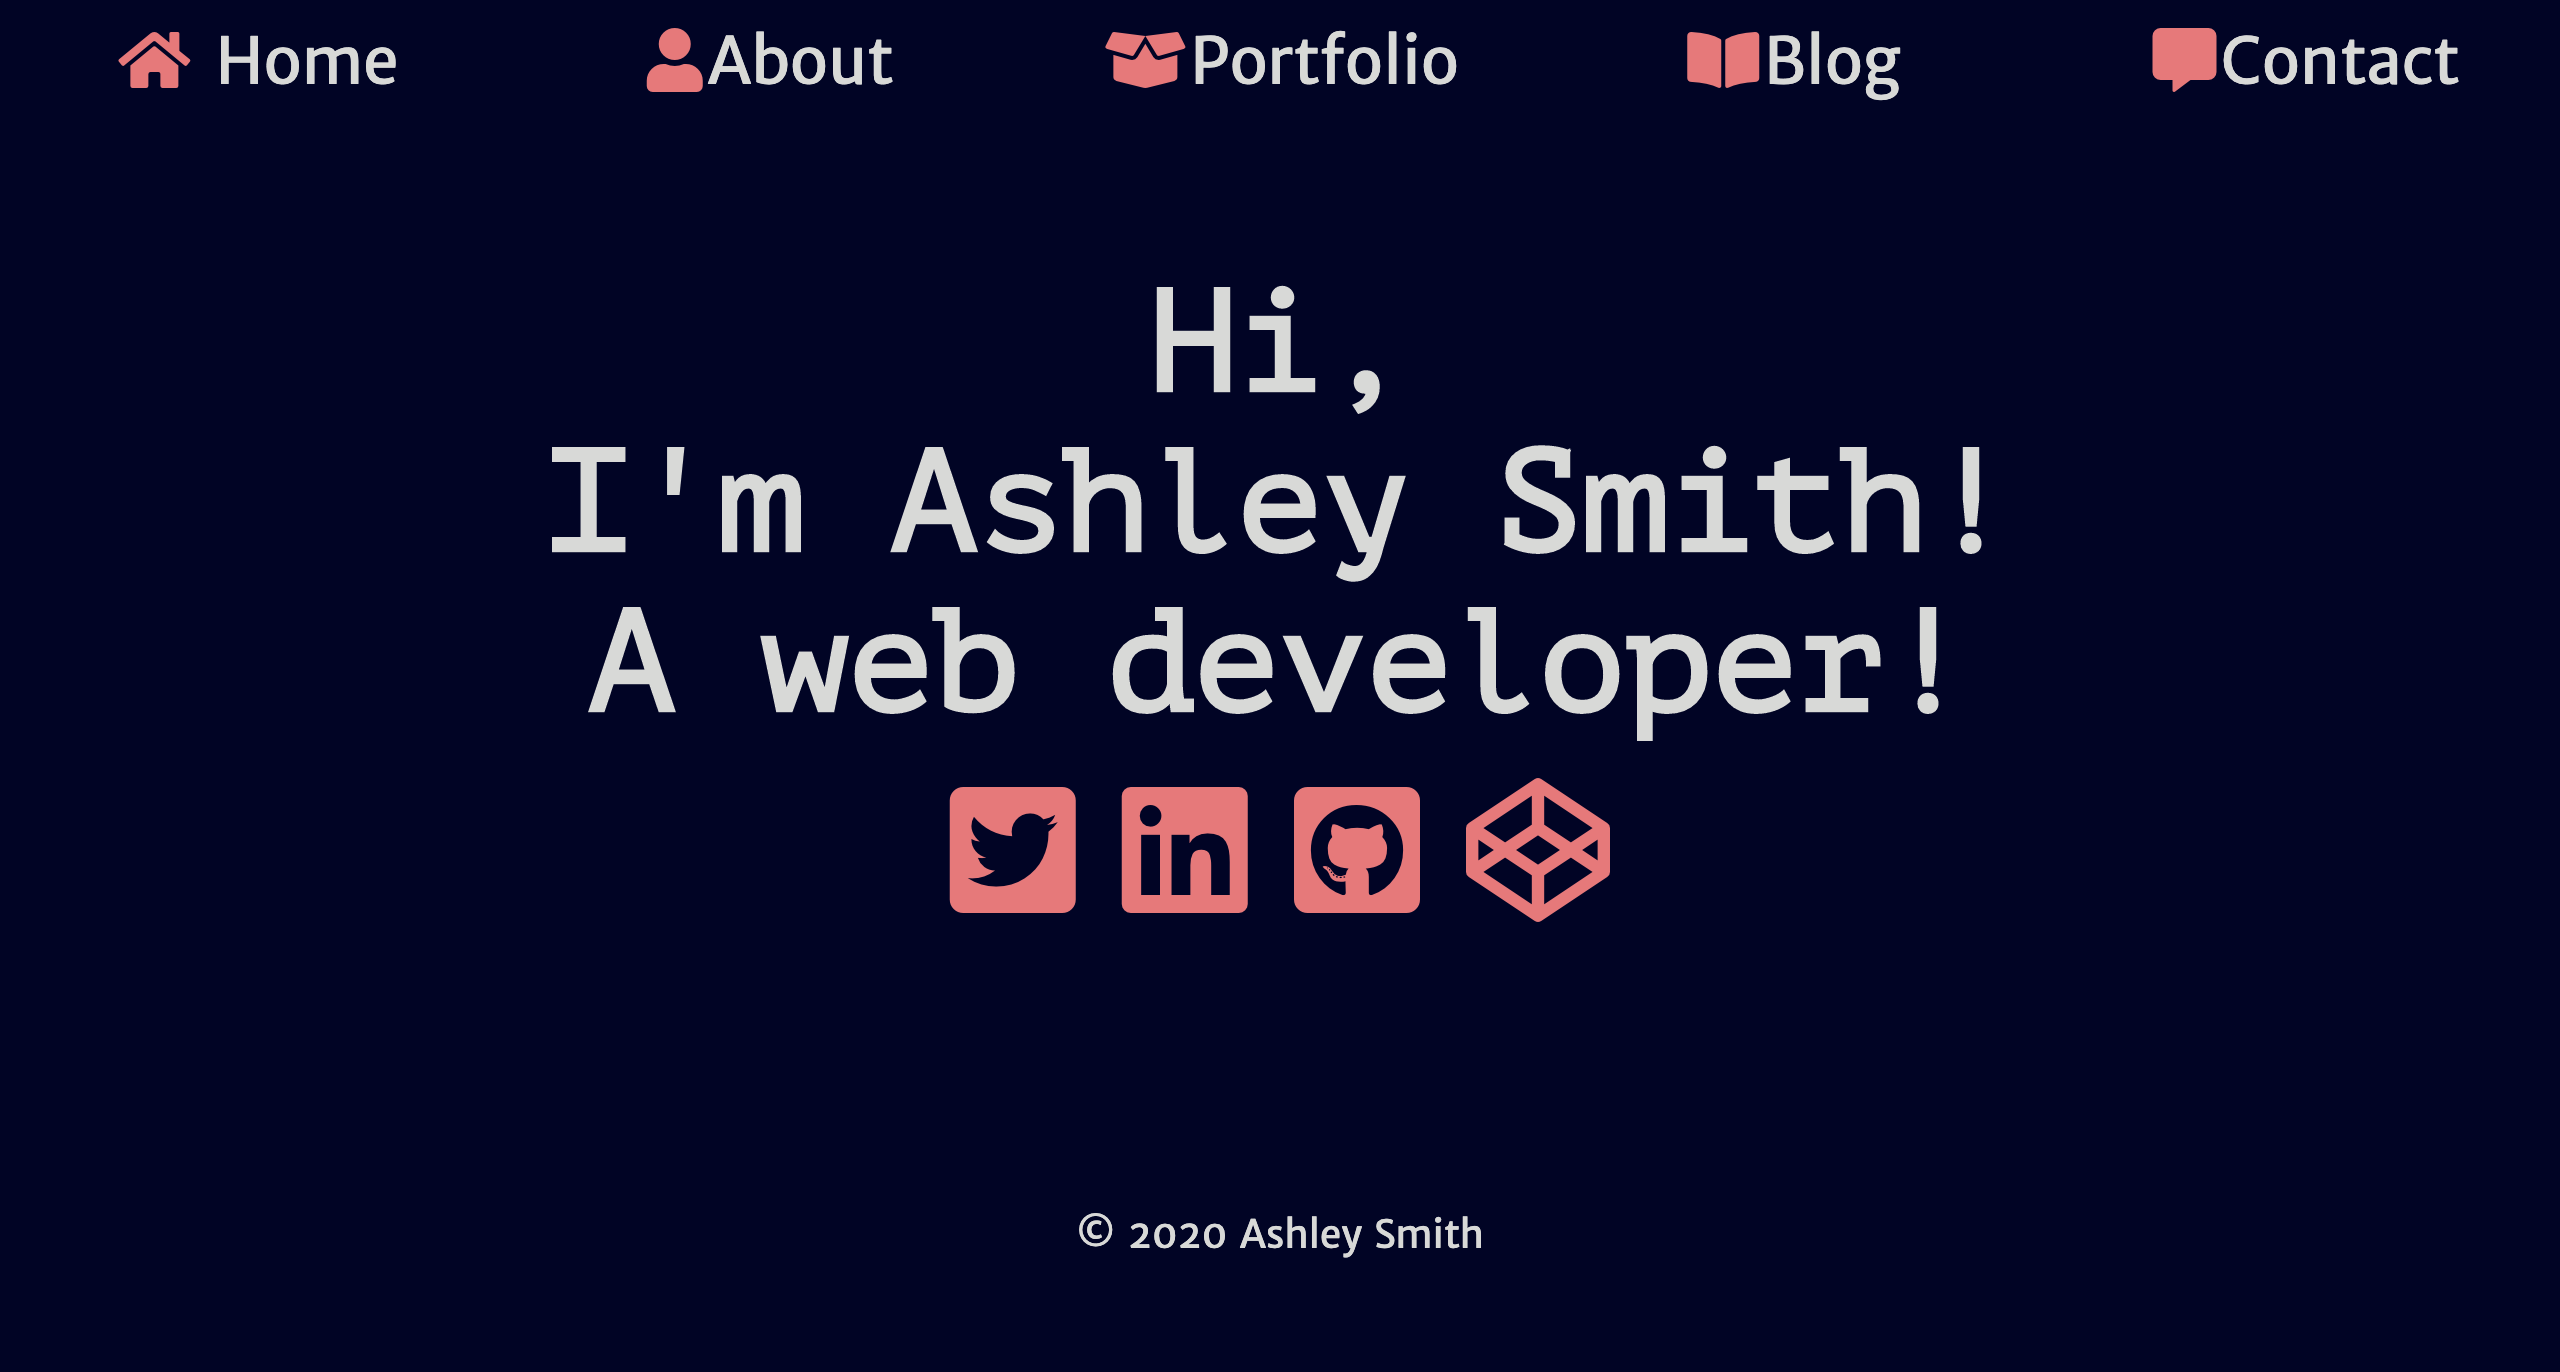 Home About Portfolio Blog Contact
Hi,
I'm Ashley Smith!
A web developer!
in
© 2020 Ashley Smith